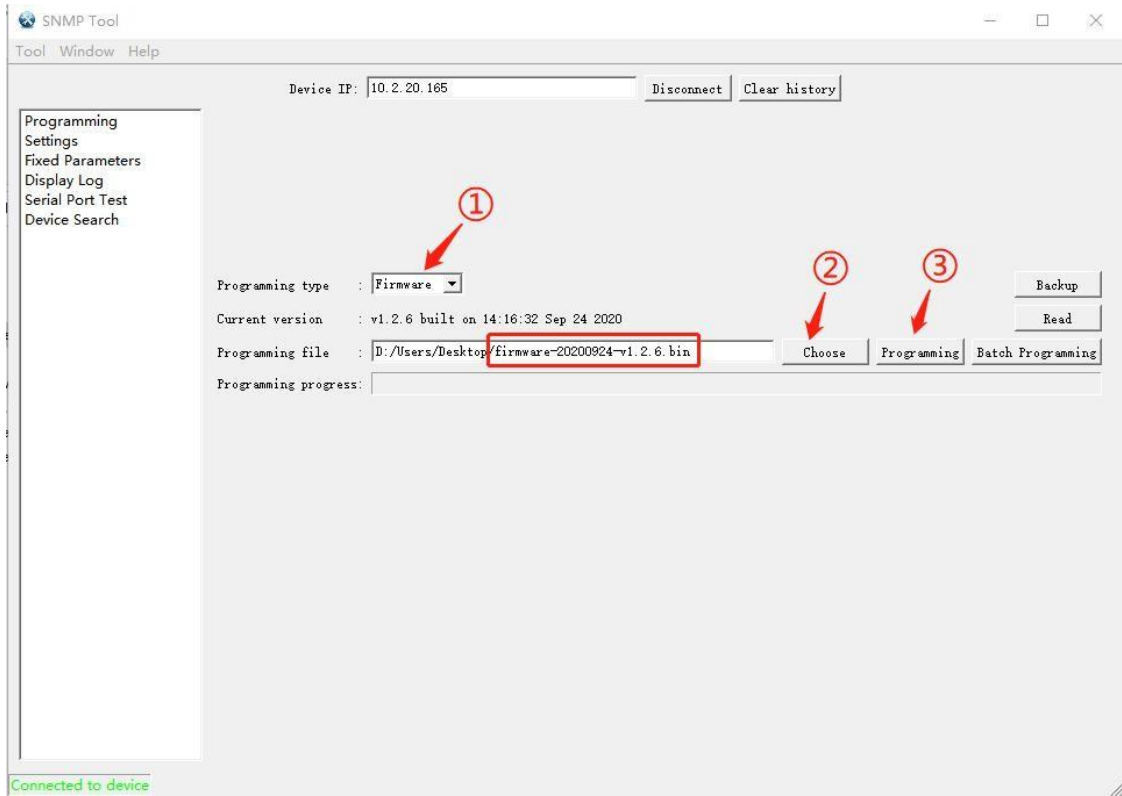 SNMP Tool
Tool Window Help
Device IP: 10.2.20.165 Disconnect Clear history
Programming
Settings
Fixed Parameters
Display Log
Serial Port Test
Device Search
①
②
③
Programming type : Firmware Backup
Current version : v1.2.6 built on 14:16:32 Sep 24 2020 Read
Programming file : D:/Users/Desktop/firmware-20200924-v1.2.6.bin Choose Programming Batch Programming
Programming progress:
Connected to device